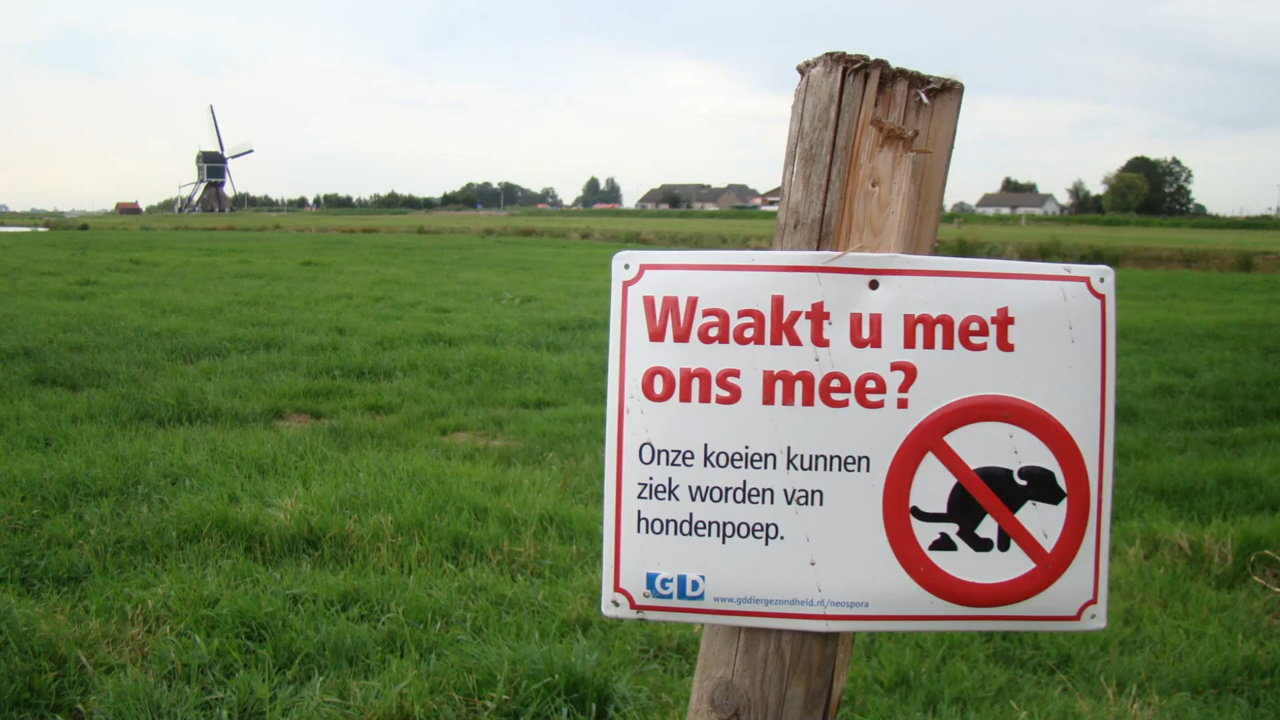 Waakt u met
ons mee?
Onze koeien kunnen
ziek worden van
hondenpoep.
GD www.gddiergezondheid.nl/neospora